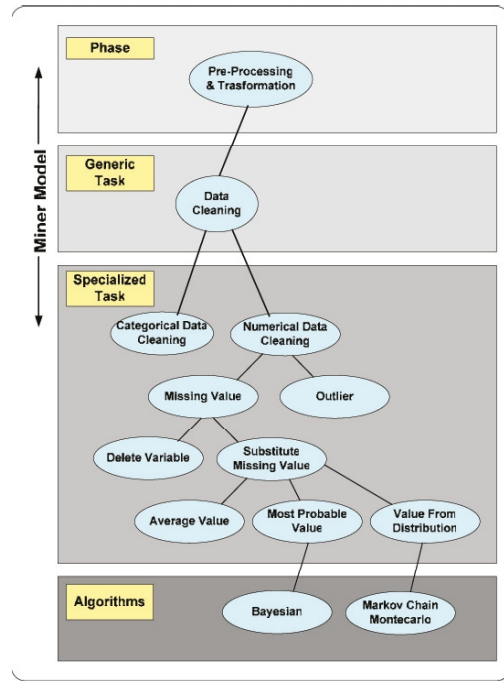 Miner Model
Phase
Pre-Processing
& Trasformation
Generic
Task
Data
Cleaning
Specialized
Task
Categorical Data
Cleaning
Numerical Data
Cleaning
Missing Value
Outlier
Delete Variable
Substitute
Missing Value
Average Value
Most Probable
Value
Value From
Distribution
Algorithms
Bayesian
Markov Chain
Montecarlo